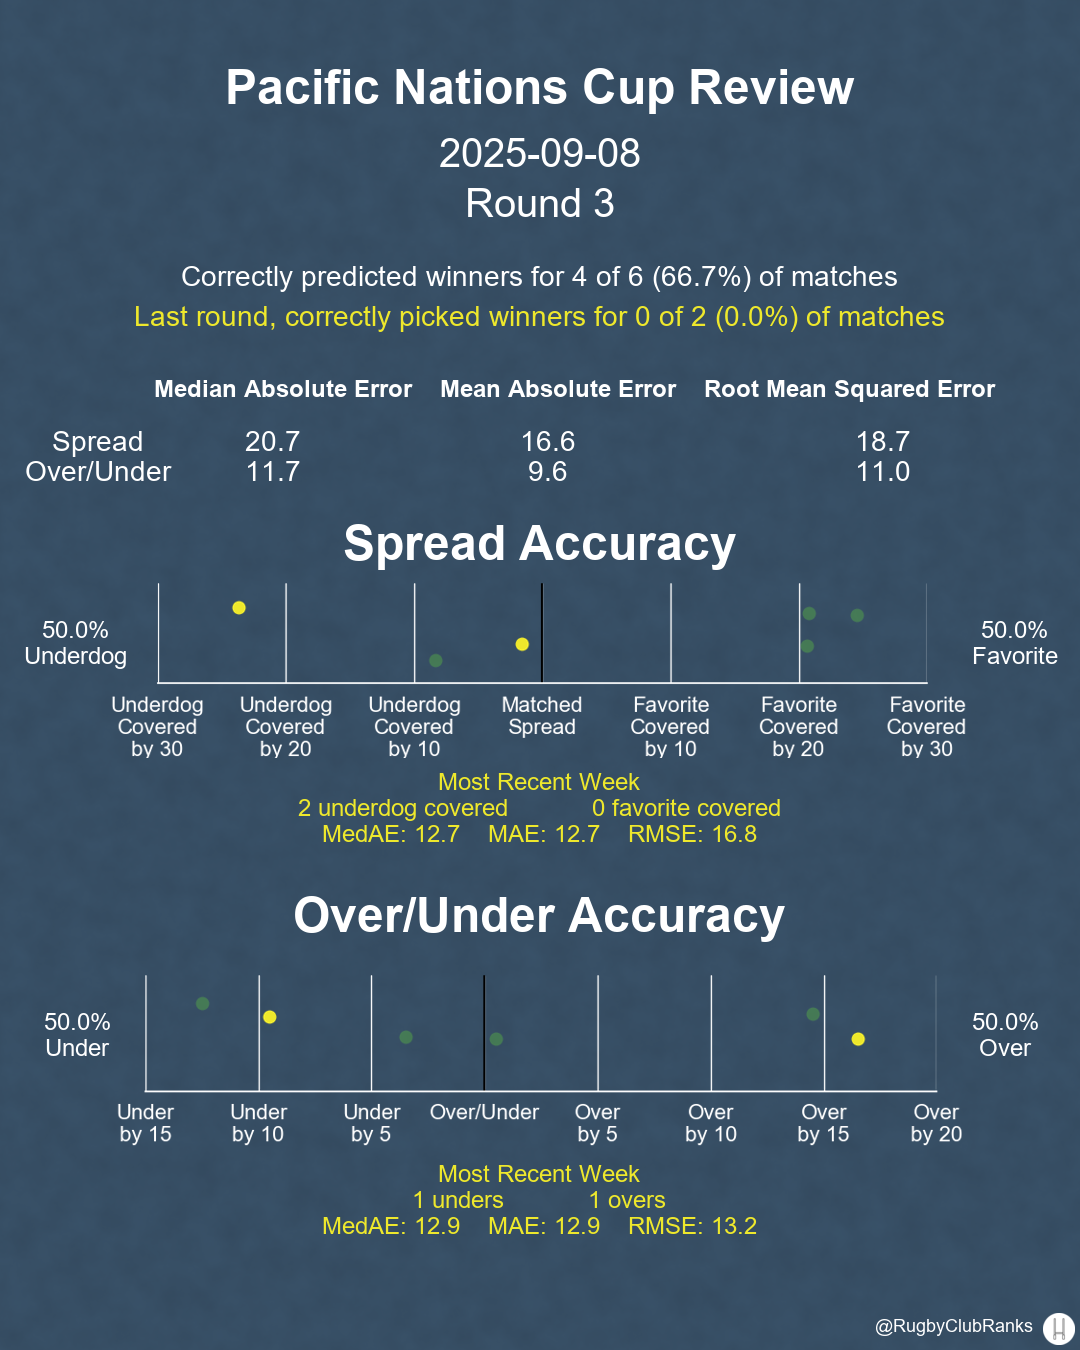 Pacific Nations Cup Review
2025-09-08
Round 3
Correctly predicted winners for 4 of 6 (66.7%) of matches
Last round, correctly picked winners for 0 of 2 (0.0%) of matches
Median Absolute Error Mean Absolute Error Root Mean Squared Error
Spread 20.7 16.6 18.7
Over/Under 11.7 9.6 11.0
Spread Accuracy
50.0% Underdog
50.0% Favorite
Underdog Covered by 30
Underdog Covered by 20
Underdog Covered by 10
Matched Spread
Favorite Covered by 10
Favorite Covered by 20
Favorite Covered by 30
Most Recent Week
2 underdog covered 0 favorite covered
MedAE: 12.7 MAE: 12.7 RMSE: 16.8
Over/Under Accuracy
50.0% Under
50.0% Over
Under by 15
Under by 10
Under by 5
Over/Under
Over by 5
Over by 10
Over by 15
Over by 20
Most Recent Week
1 unders 1 overs
MedAE: 12.9 MAE: 12.9 RMSE: 13.2
@RugbyClubRanks